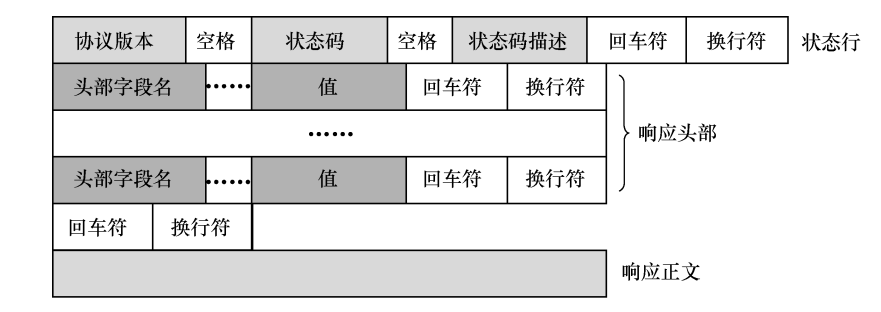 协议版本 空格 状态码 空格 状态码描述 回车符 换行符 状态行
头部字段名 …… 值 回车符 换行符
…… 响应头部
头部字段名 …… 值 回车符 换行符
回车符 换行符
响应正文